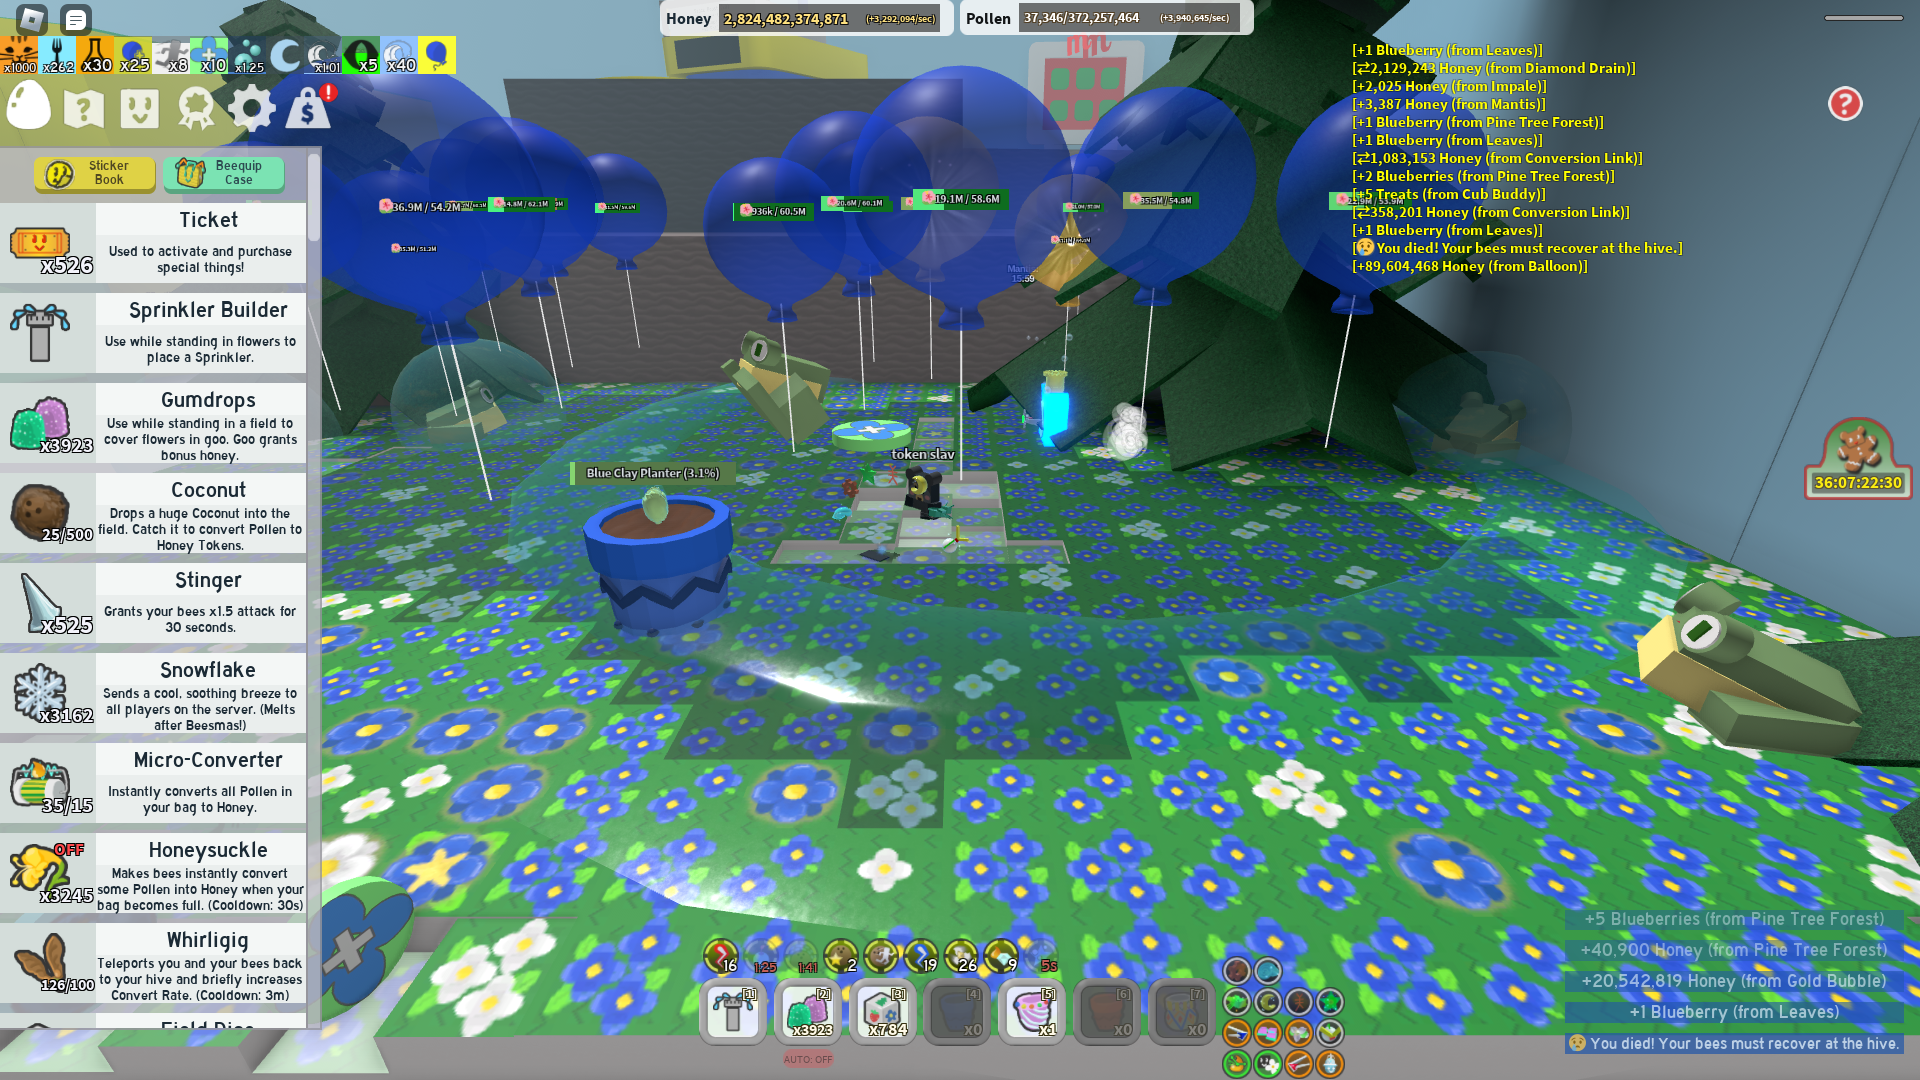 Honey 2,824,482,374,871 (+3,292,094/sec)
Pollen 37,346/372,257,464 (+3,940,645/sec)
x1000 x262 x30 x25 x8 x10 x1.25 x1.01 x5 x40
Sticker Book
Beequip Case
Ticket
Used to activate and purchase
special things!
x526
Sprinkler Builder
Use while standing in flowers to
place a Sprinkler.
Gumdrops
Use while standing in a field to
cover flowers in goo. Goo grants
bonus honey.
x3923
Coconut
Drops a huge Coconut into the
field. Catch it to convert Pollen to
Honey Tokens.
25/500
Stinger
Grants your bees x1.5 attack for
30 seconds.
x525
Snowflake
Sends a cool, soothing breeze to
all players on the server. (Melts
after Beesmas!)
x3162
Micro-Converter
Instantly converts all Pollen in
your bag to Honey.
35/15
Honeysuckle
OFF
Makes bees instantly convert
some Pollen into Honey when your
bag becomes full. (Cooldown: 30s)
x3245
Whirligig
Teleports you and your bees back
to your hive and briefly increases
Convert Rate. (Cooldown: 3m)
126/100
[+1 Blueberry (from Leaves)]
[⇄2,129,243 Honey (from Diamond Drain)]
[+2,025 Honey (from Impale)]
[+3,387 Honey (from Mantis)]
[+1 Blueberry (from Pine Tree Forest)]
[+1 Blueberry (from Leaves)]
[⇄1,083,153 Honey (from Conversion Link)]
[+2 Blueberries (from Pine Tree Forest)]
[+5 Treats (from Cub Buddy)]
[⇄358,201 Honey (from Conversion Link)]
[+1 Blueberry (from Leaves)]
[😢You died! Your bees must recover at the hive.]
[+89,604,468 Honey (from Balloon)]
36.9M / 54.2M
936k / 60.5M
19.1M / 58.6M
35.5M / 54.8M
15:59
token slav
Blue Clay Planter (3.1%)
36:07:22:30
+5 Blueberries (from Pine Tree Forest)
+40,900 Honey (from Pine Tree Forest)
+20,542,819 Honey (from Gold Bubble)
+1 Blueberry (from Leaves)
😢 You died! Your bees must recover at the hive.
16 1:25 1:41 2 19 26 9 5s
[1] [2] [3] [4] [5] [6] [7]
x3923 x784 x0 x1 x0 x0
AUTO: OFF